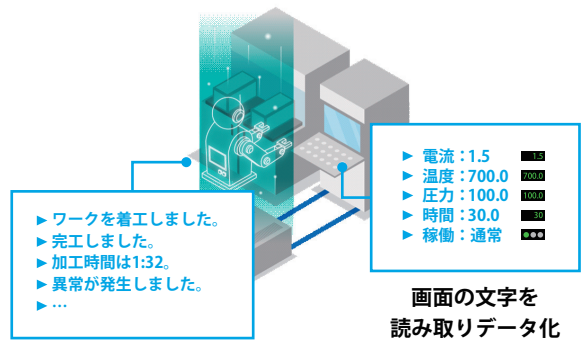 ▶ ワークを着工しました。
▶ 完工しました。
▶ 加工時間は1:32。
▶ 異常が発生しました。
▶ …
▶ 電流：1.5 1.5
▶ 温度：700.0 700.0
▶ 圧力：100.0 100.0
▶ 時間：30.0 30
▶ 稼働：通常
画面の文字を
読み取りデータ化